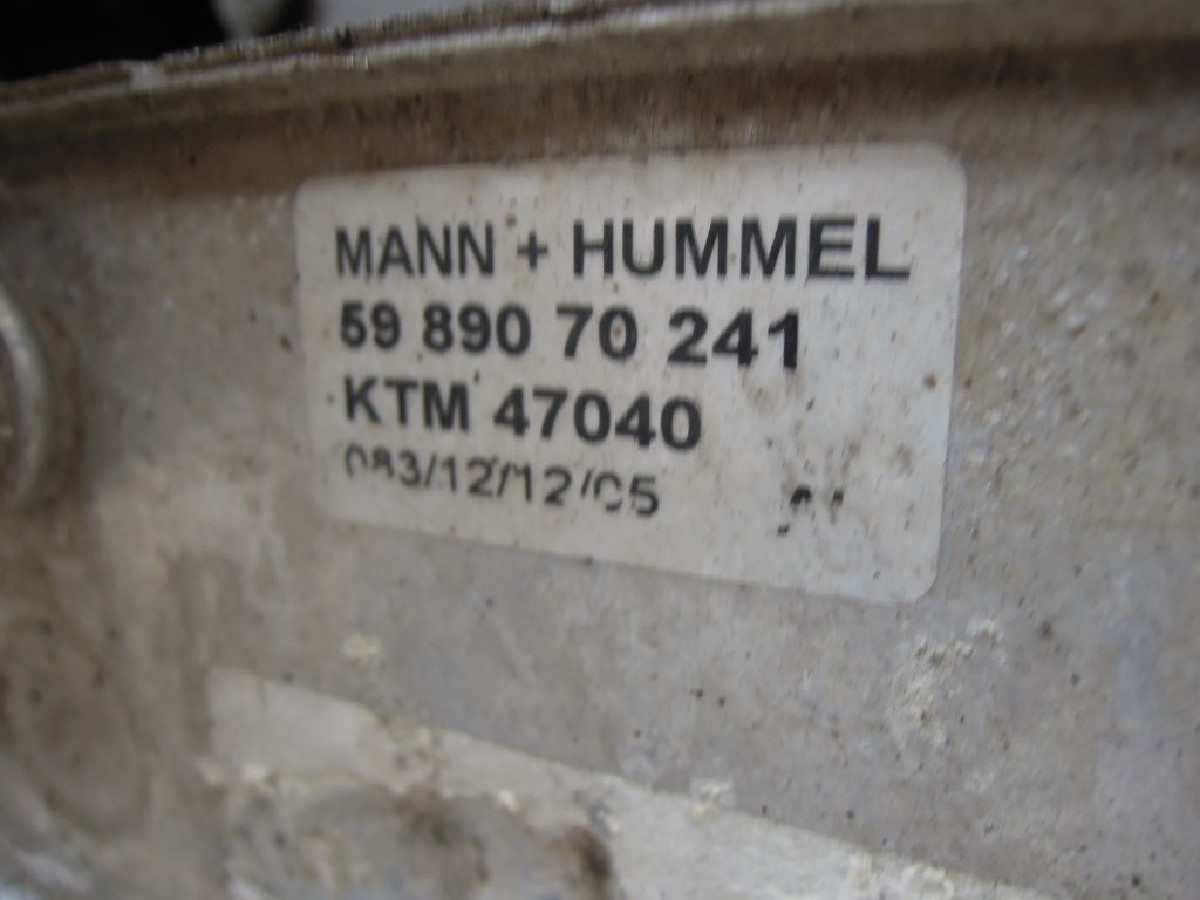 MANN + HUMMEL
59 890 70 241
KTM 47040
083/12/12/05